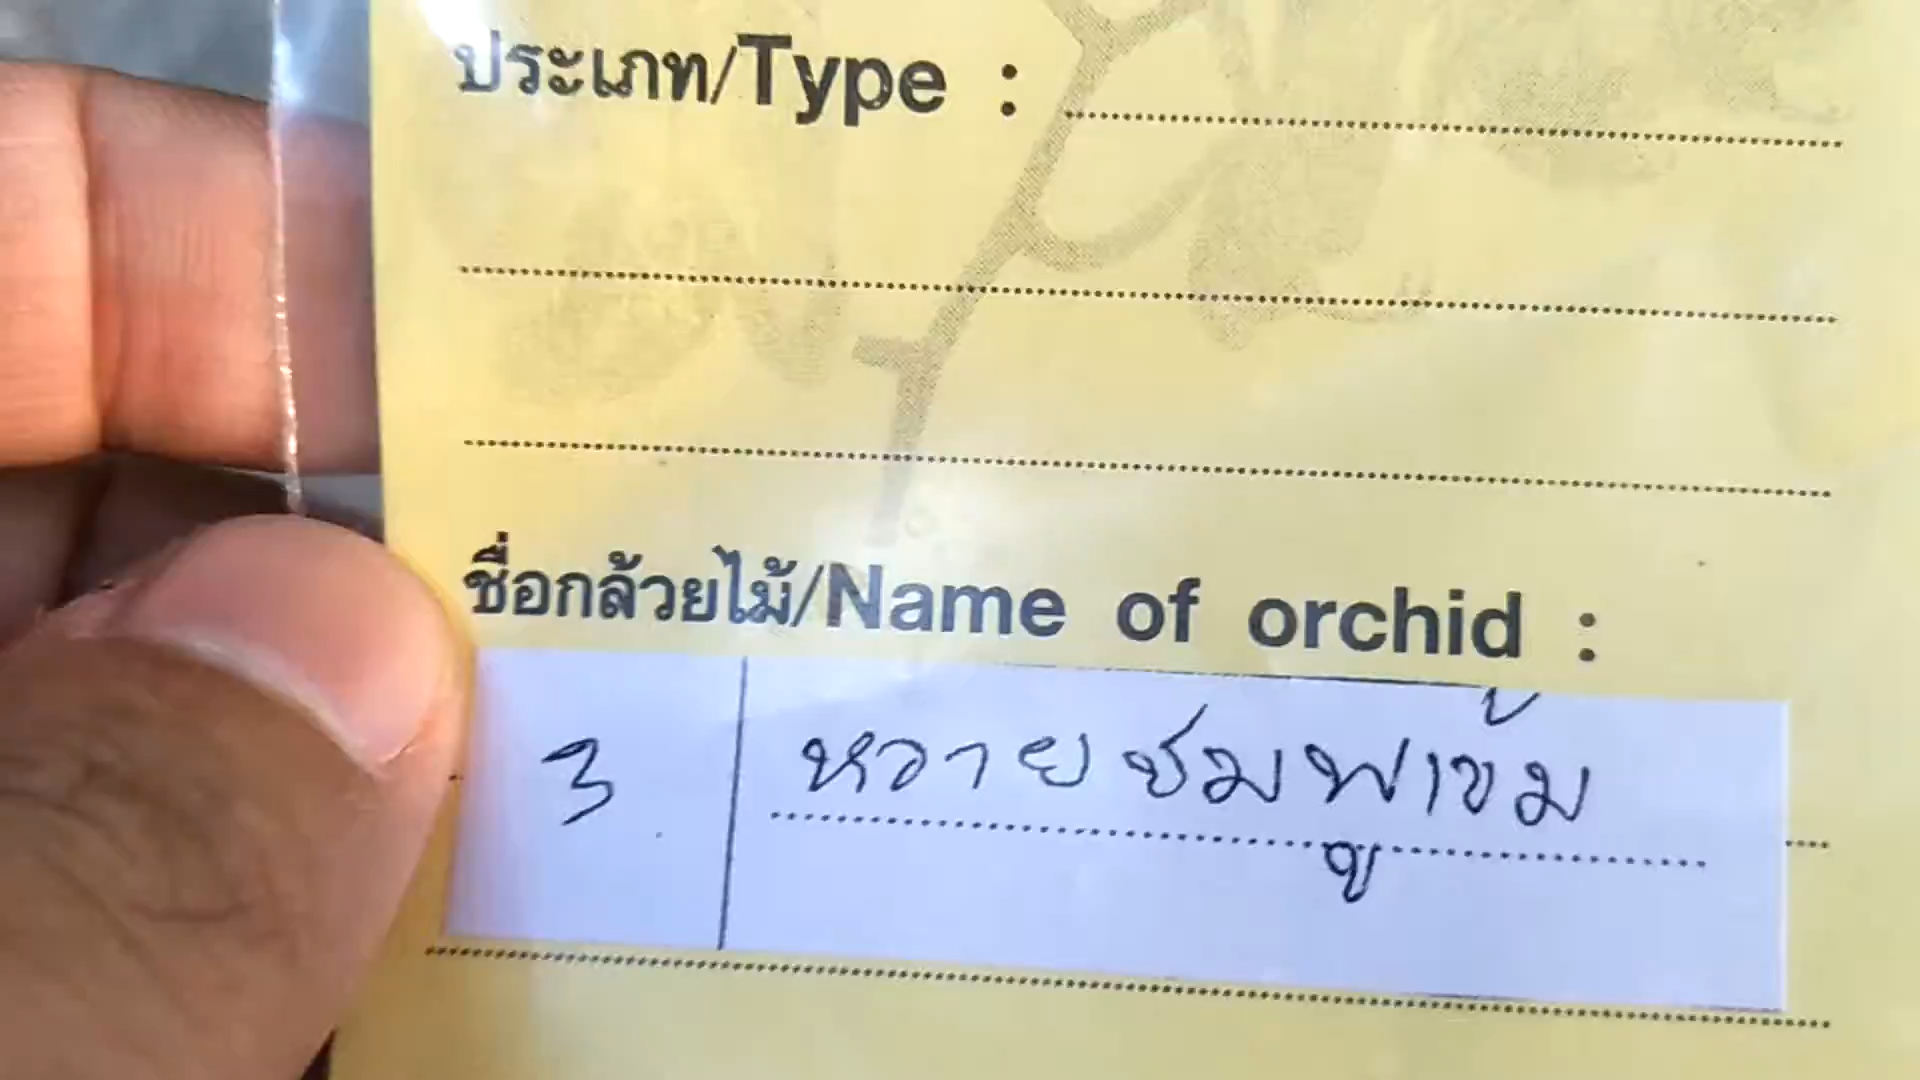 ประเภท/Type :
ชื่อกล้วยไม้/Name of orchid :
3 หวายชมพูเข้ม